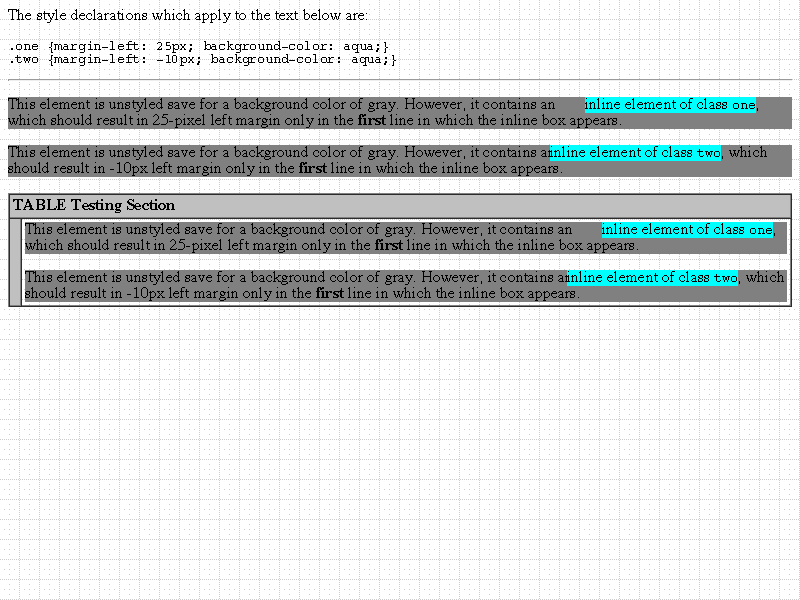 The style declarations which apply to the text below are:
.one {margin-left: 25px; background-color: aqua;}
.two {margin-left: -10px; background-color: aqua;}
This element is unstyled save for a background color of gray. However, it contains an inline element of class one,
which should result in 25-pixel left margin only in the first line in which the inline box appears.
This element is unstyled save for a background color of gray. However, it contains a inline element of class two, which
should result in -10px left margin only in the first line in which the inline box appears.
TABLE Testing Section
This element is unstyled save for a background color of gray. However, it contains an inline element of class one,
which should result in 25-pixel left margin only in the first line in which the inline box appears.
This element is unstyled save for a background color of gray. However, it contains a inline element of class two, which
should result in -10px left margin only in the first line in which the inline box appears.